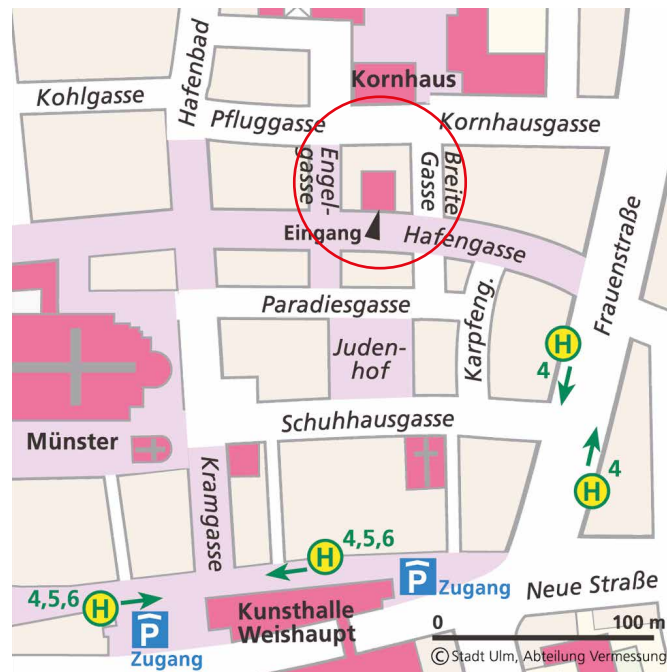 Kornhaus
Kohlgasse
Hafenbad
Pfluggasse
Kornhausgasse
Engel-
gasse
Breite
Gasse
Eingang
Hafengasse
Frauenstraße
Paradiesgasse
Karpfeng.
Juden-
hof
H
4
Schuhhausgasse
Münster
Kramgasse
H
4
H
4,5,6
4,5,6
H
P
Zugang
P
Zugang
Kunsthalle
Weishaupt
Neue Straße
0
100 m
© Stadt Ulm, Abteilung Vermessung